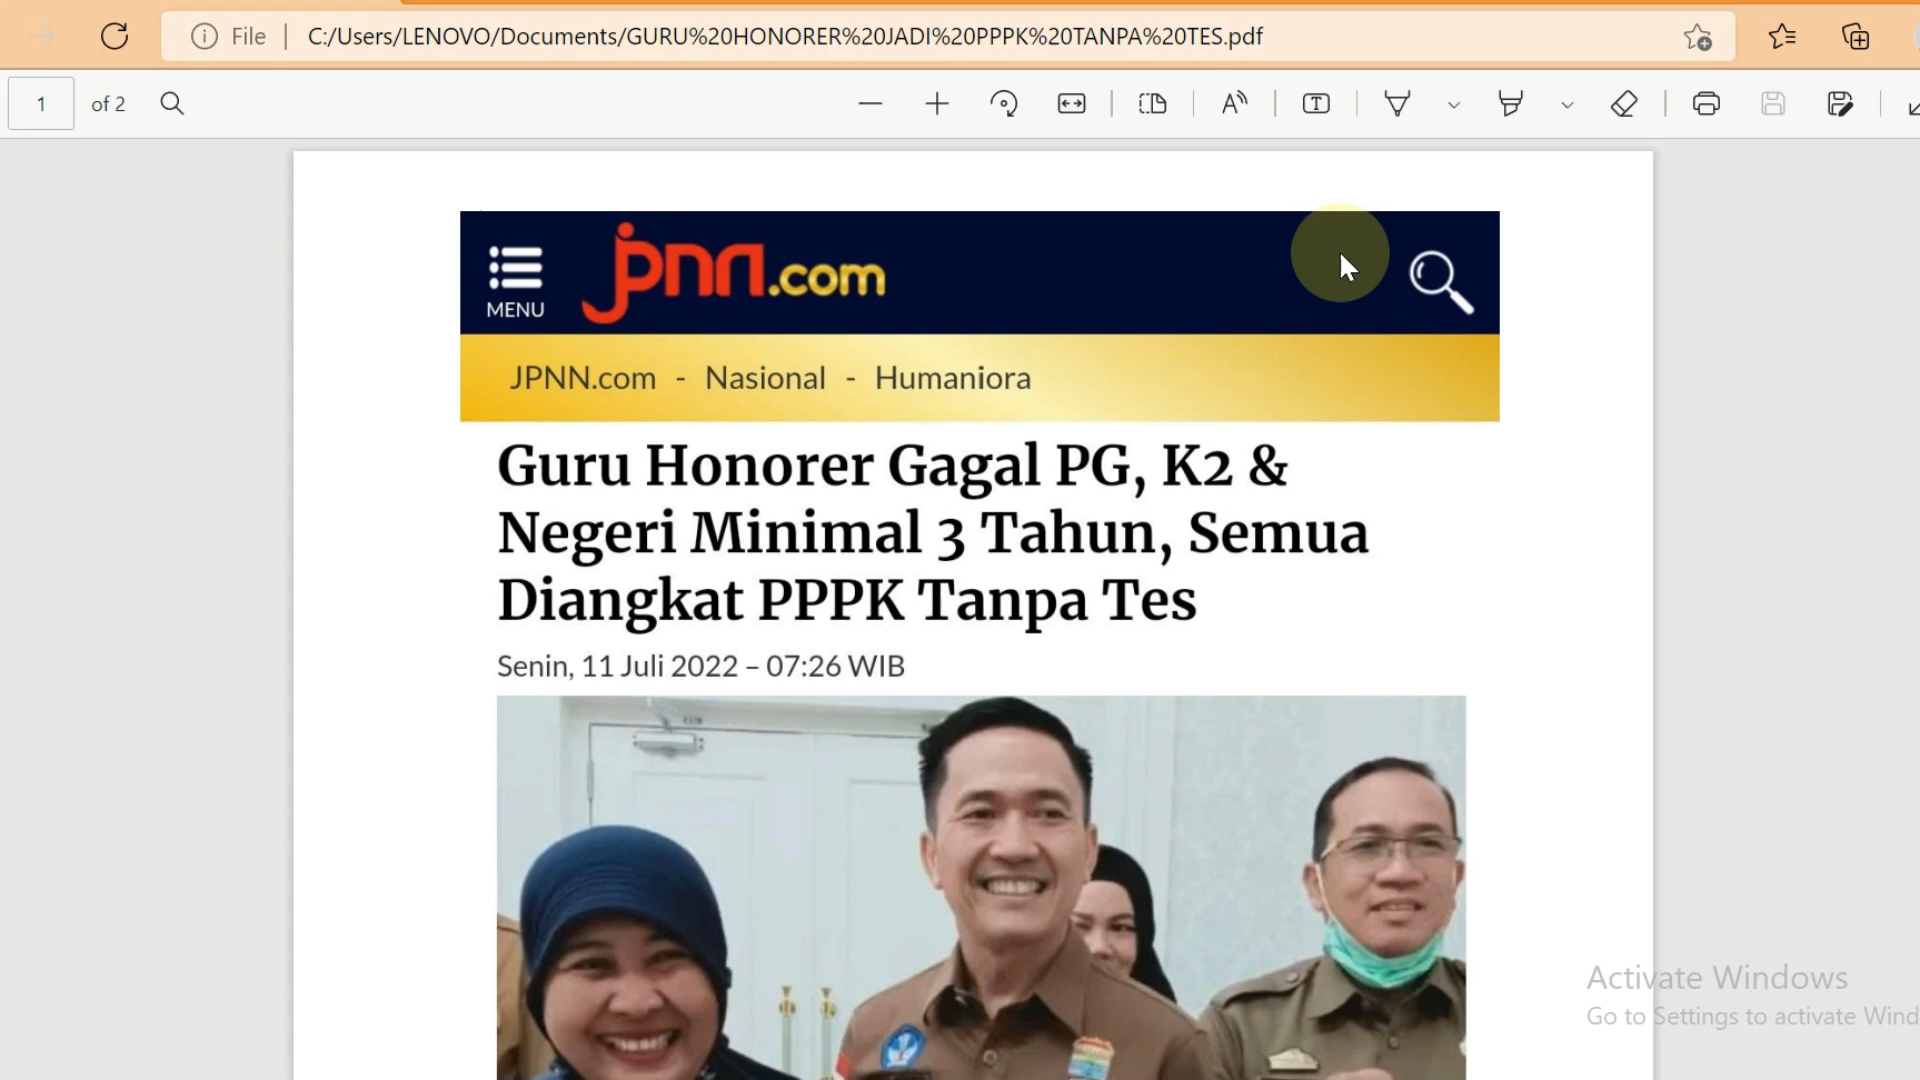 File
C:/Users/LENOVO/Documents/GURU%20HONORER%20JADI%20PPPK%20TANPA%20TES.pdf
1 of 2
MENU
jpnn.com
JPNN.com - Nasional - Humaniora
Guru Honorer Gagal PG, K2 &
Negeri Minimal 3 Tahun, Semua
Diangkat PPPK Tanpa Tes
Senin, 11 Juli 2022 – 07:26 WIB
Activate Windows
Go to Settings to activate Wind